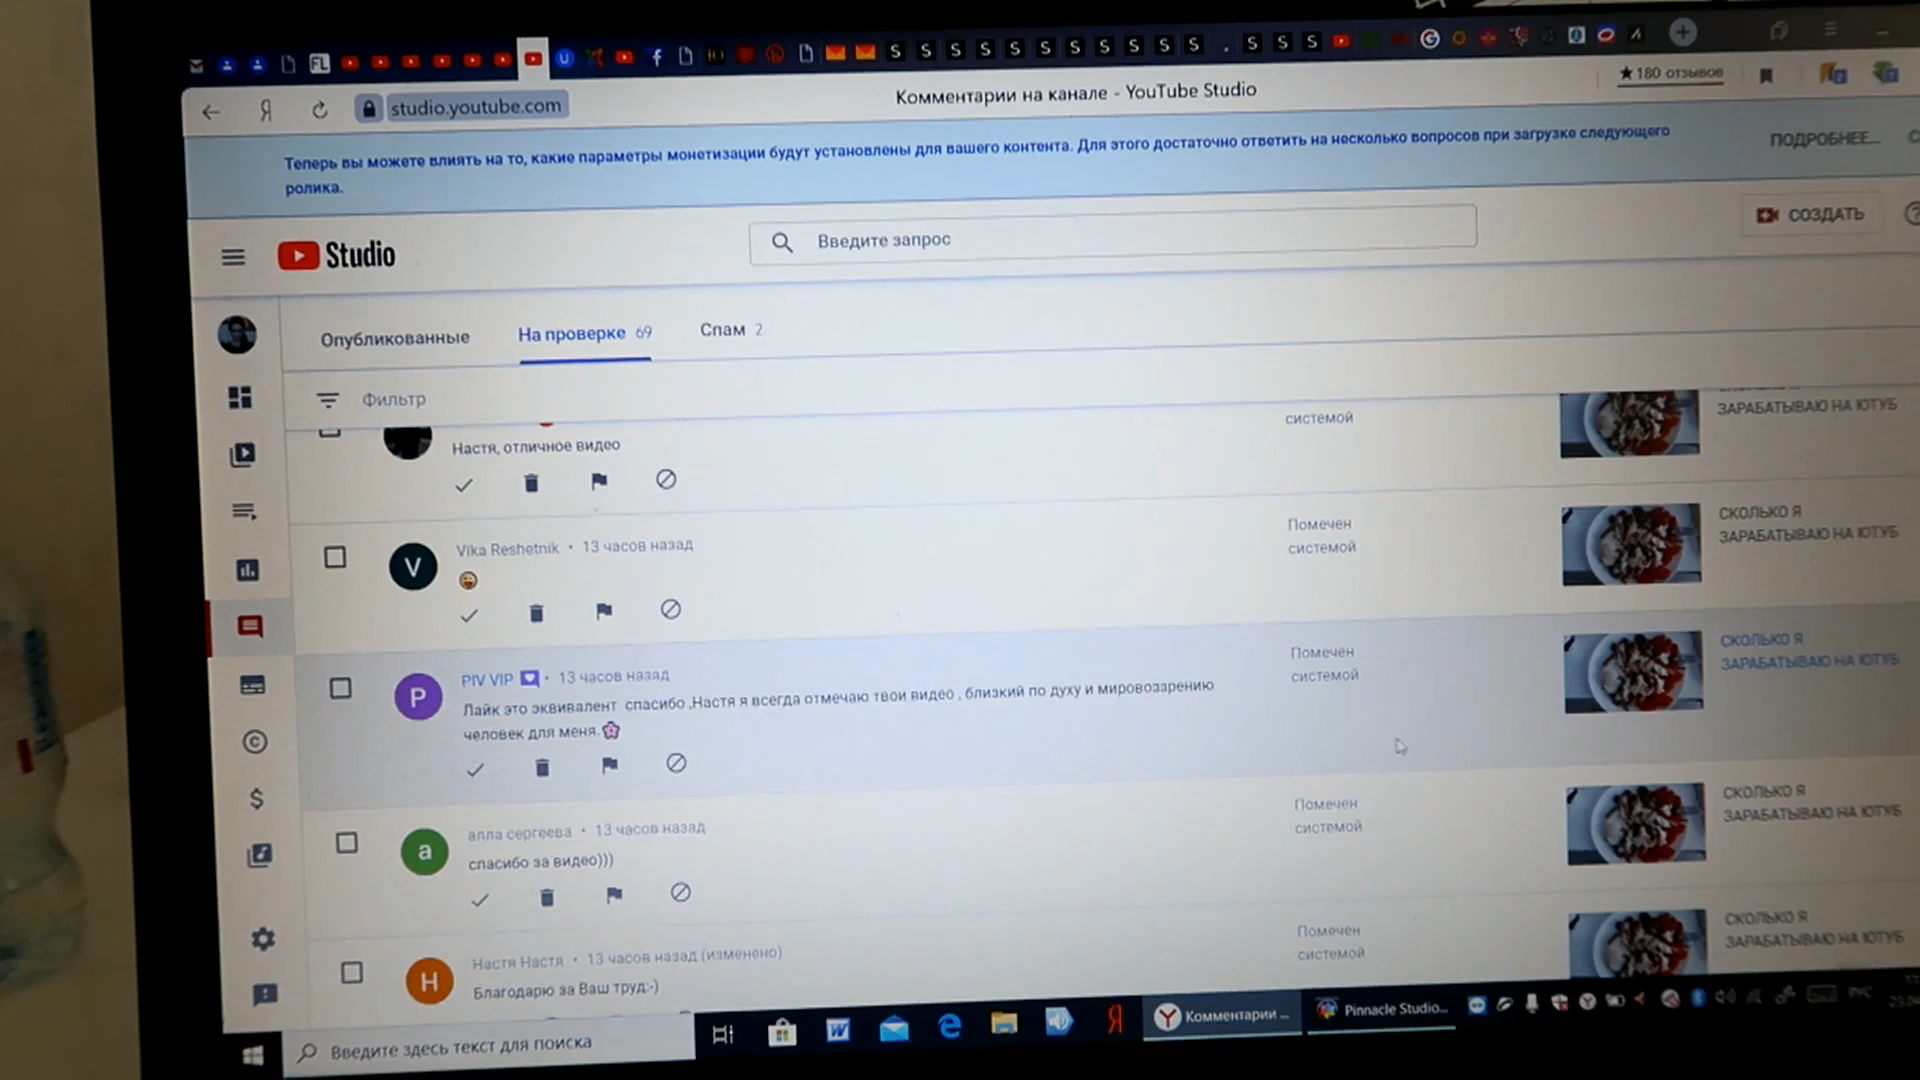 studio.youtube.com
Комментарии на канале - YouTube Studio
★180 отзывов
Теперь вы можете влиять на то, какие параметры монетизации будут установлены для вашего контента. Для этого достаточно ответить на несколько вопросов при загрузке следующего
ролика.
ПОДРОБНЕЕ...
Studio
Введите запрос
СОЗДАТЬ
Опубликованные
На проверке 69
Спам 2
Фильтр
Настя, отличное видео
системой
ЗАРАБАТЫВАЮ НА ЮТУБ
Vika Reshetnik • 13 часов назад
Помечен
системой
СКОЛЬКО Я
ЗАРАБАТЫВАЮ НА ЮТУБ
V
PIV VIP • 13 часов назад
Лайк это эквивалент спасибо ,Настя я всегда отмечаю твои видео , близкий по духу и мировоззрению
человек для меня.🌸
P
Помечен
системой
СКОЛЬКО Я
ЗАРАБАТЫВАЮ НА ЮТУБ
алла сергеева • 13 часов назад
спасибо за видео)))
а
Помечен
системой
СКОЛЬКО Я
ЗАРАБАТЫВАЮ НА ЮТУБ
Настя Настя • 13 часов назад (изменено)
Благодарю за Ваш труд:-)
Н
Помечен
системой
СКОЛЬКО Я
ЗАРАБАТЫВАЮ НА ЮТУБ
Введите здесь текст для поиска
Комментарии ...
Pinnacle Studio...
РУС